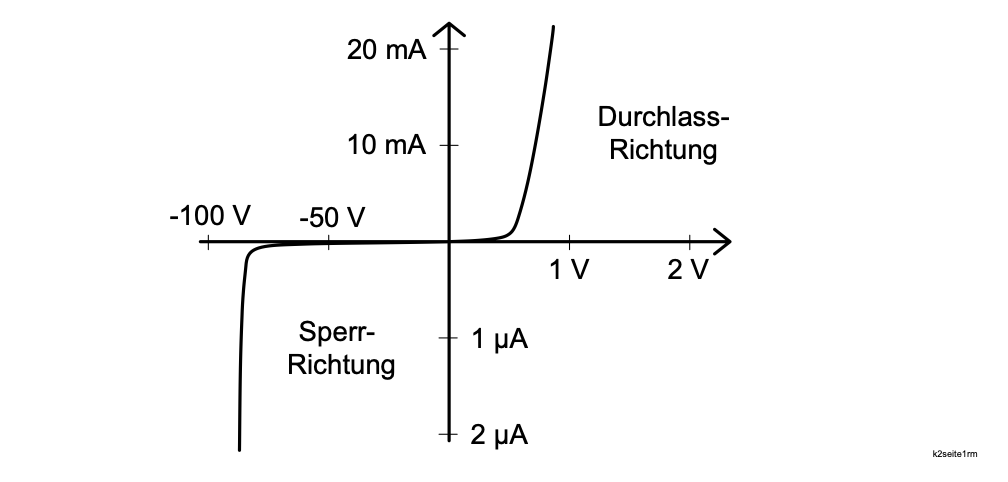 20 mA
Durchlass-
Richtung
10 mA
-100 V
-50 V
1 V
2 V
Sperr-
Richtung
1 µA
2 µA
k2seite1rm